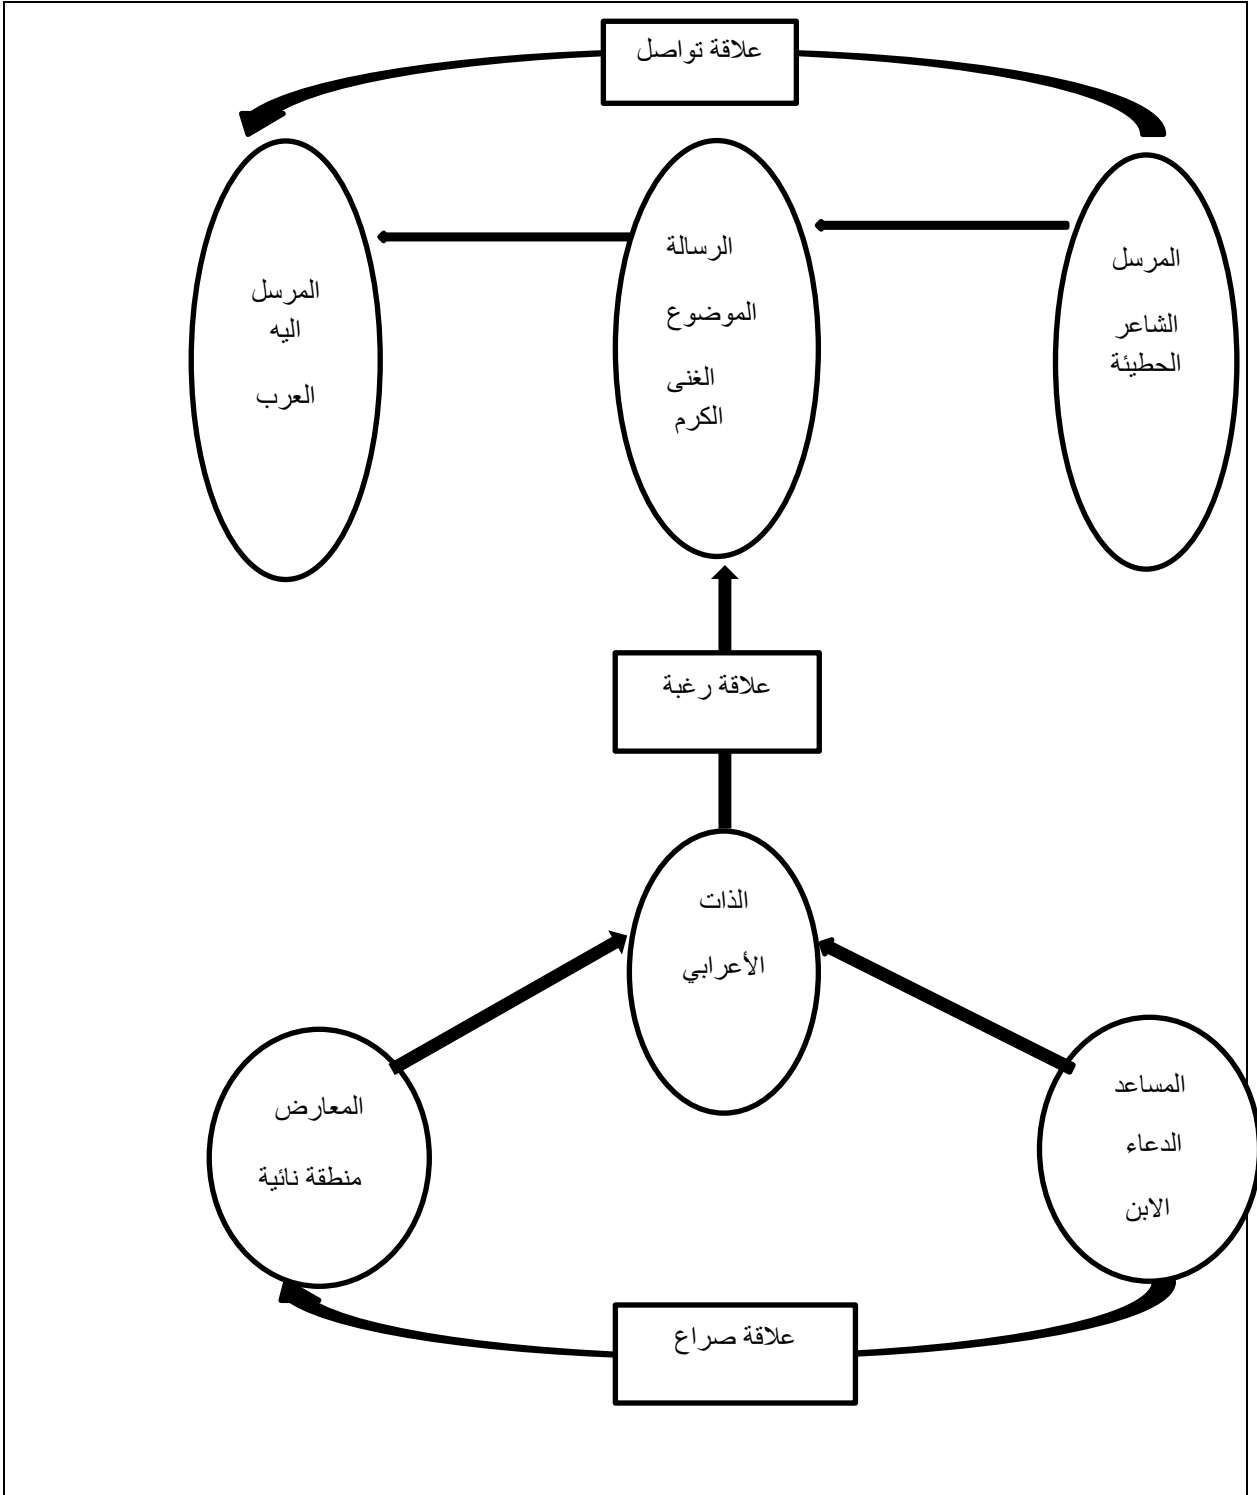 علاقة تواصل
المرسل
الشاعر
الحطيئة
الرسالة
الموضوع
الغنى
الكرم
المرسل
اليه
العرب
علاقة رغبة
الذات
الأعرابي
المساعد
الدعاء
الابن
المعارض
منطقة نائية
علاقة صراع